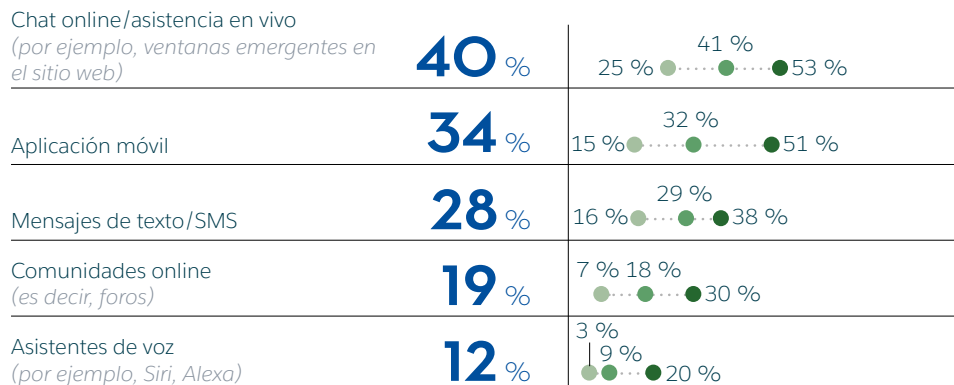 Chat online/asistencia en vivo
(por ejemplo, ventanas emergentes en
el sitio web)
40 %
25 %
41 %
53 %
Aplicación móvil
34 %
15 %
32 %
51 %
Mensajes de texto/SMS
28 %
16 %
29 %
38 %
Comunidades online
(es decir, foros)
19 %
7 %
18 %
30 %
Asistentes de voz
(por ejemplo, Siri, Alexa)
12 %
3 %
9 %
20 %